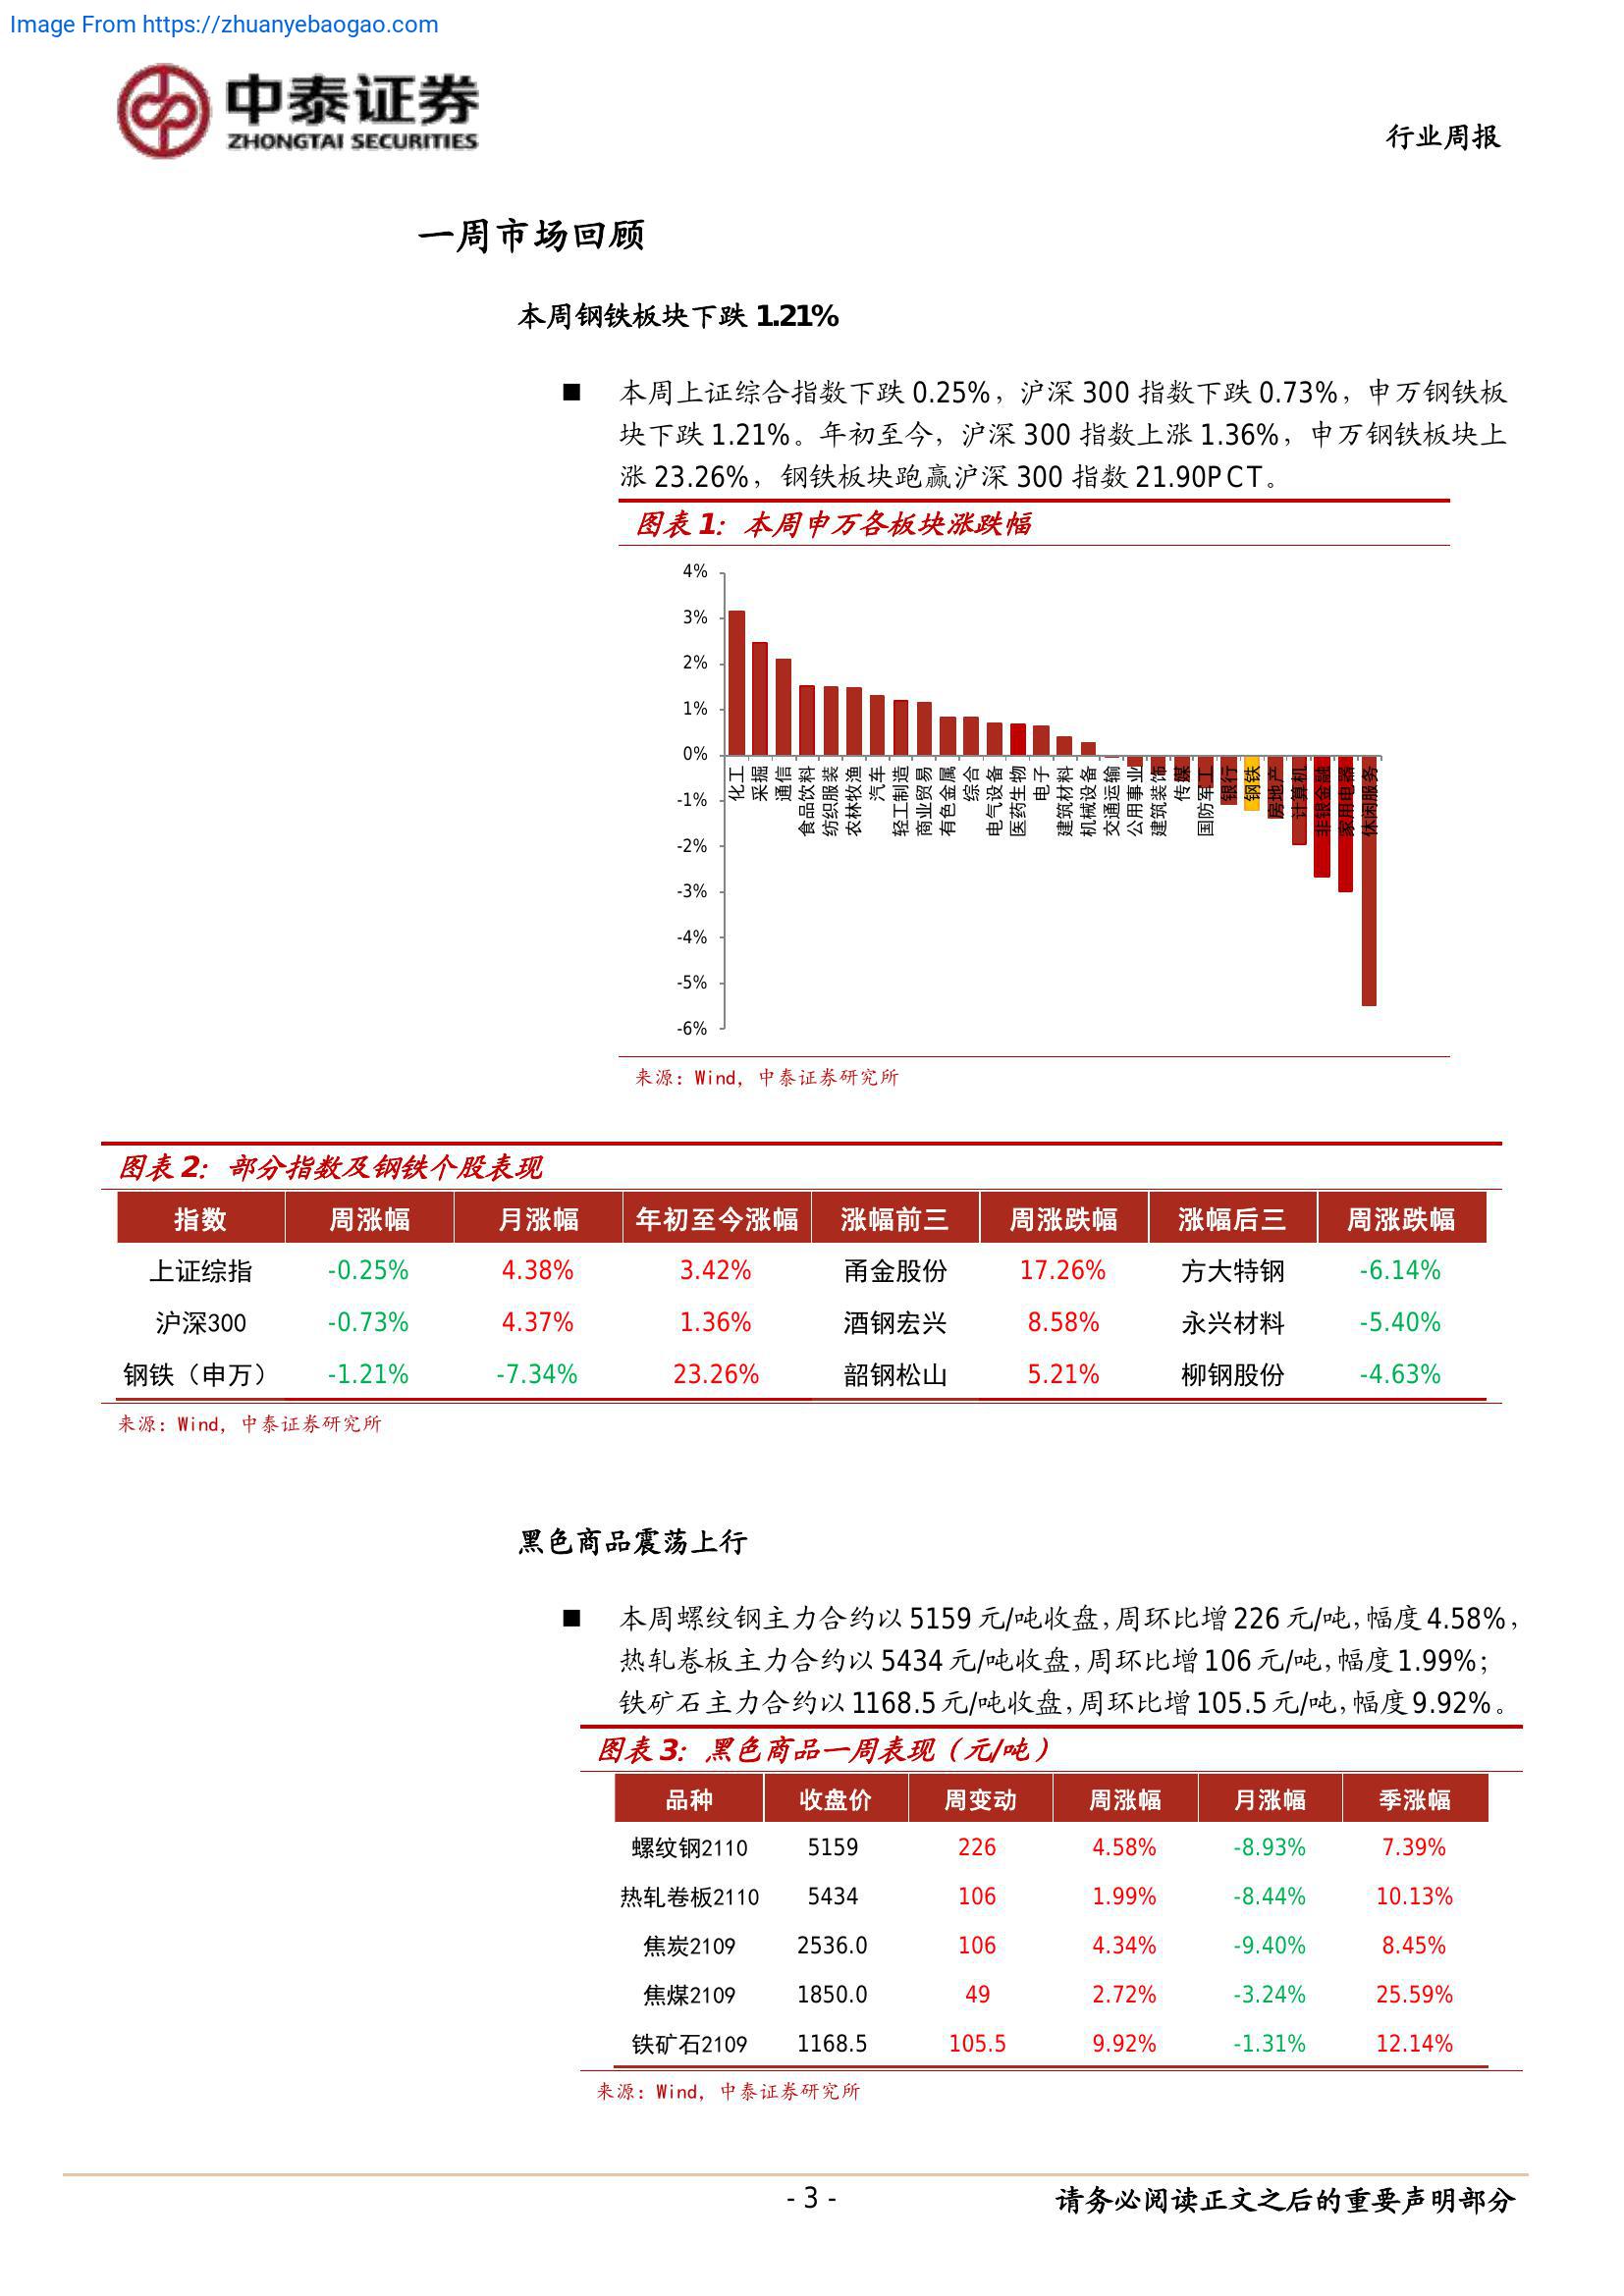 Image From https://zhuanyebaogao.com
中泰证券
ZHONGTAI SECURITIES
行业周报
一周市场回顾
本周钢铁板块下跌 1.21%
■ 本周上证综合指数下跌 0.25%，沪深 300 指数下跌 0.73%，申万钢铁板
块下跌 1.21%。年初至今，沪深 300 指数上涨 1.36%，申万钢铁板块上
涨 23.26%，钢铁板块跑赢沪深 300 指数 21.90PCT。
图表 1：本周申万各板块涨跌幅
4%
3%
2%
1%
0%
-1%
-2%
-3%
-4%
-5%
-6%
化工
采掘
通信
食品饮料
纺织服装
农林牧渔
汽车
轻工制造
商业贸易
有色金属
综合
电气设备
医药生物
电子
建筑材料
机械设备
交通运输
公用事业
建筑装饰
传媒
国防军工
银行
钢铁
房地产
计算机
非银金融
家用电器
休闲服务
来源：Wind，中泰证券研究所
图表 2：部分指数及钢铁个股表现
指数 周涨幅 月涨幅 年初至今涨幅 涨幅前三 周涨跌幅 涨幅后三 周涨跌幅
上证综指 -0.25% 4.38% 3.42% 甬金股份 17.26% 方大特钢 -6.14%
沪深300 -0.73% 4.37% 1.36% 酒钢宏兴 8.58% 永兴材料 -5.40%
钢铁（申万） -1.21% -7.34% 23.26% 韶钢松山 5.21% 柳钢股份 -4.63%
来源：Wind，中泰证券研究所
黑色商品震荡上行
■ 本周螺纹钢主力合约以 5159 元/吨收盘，周环比增 226 元/吨，幅度 4.58%，
热轧卷板主力合约以 5434 元/吨收盘，周环比增 106 元/吨，幅度 1.99%；
铁矿石主力合约以 1168.5 元/吨收盘，周环比增 105.5 元/吨，幅度 9.92%。
图表 3：黑色商品一周表现（元/吨）
品种 收盘价 周变动 周涨幅 月涨幅 季涨幅
螺纹钢2110 5159 226 4.58% -8.93% 7.39%
热轧卷板2110 5434 106 1.99% -8.44% 10.13%
焦炭2109 2536.0 106 4.34% -9.40% 8.45%
焦煤2109 1850.0 49 2.72% -3.24% 25.59%
铁矿石2109 1168.5 105.5 9.92% -1.31% 12.14%
来源：Wind，中泰证券研究所
- 3 -
请务必阅读正文之后的重要声明部分